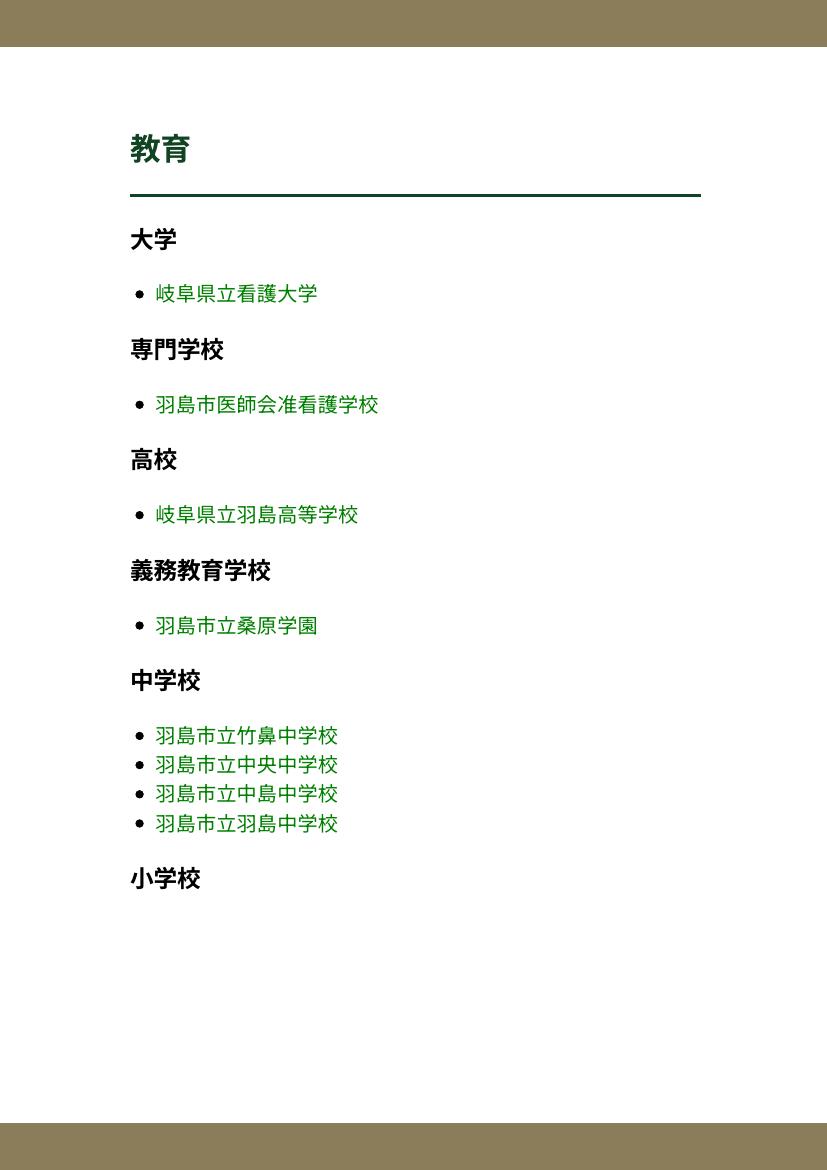 教育
大学
岐阜県立看護大学
専門学校
羽島市医師会准看護学校
高校
岐阜県立羽島高等学校
義務教育学校
羽島市立桑原学園
中学校
羽島市立竹鼻中学校
羽島市立中央中学校
羽島市立中島中学校
羽島市立羽島中学校
小学校